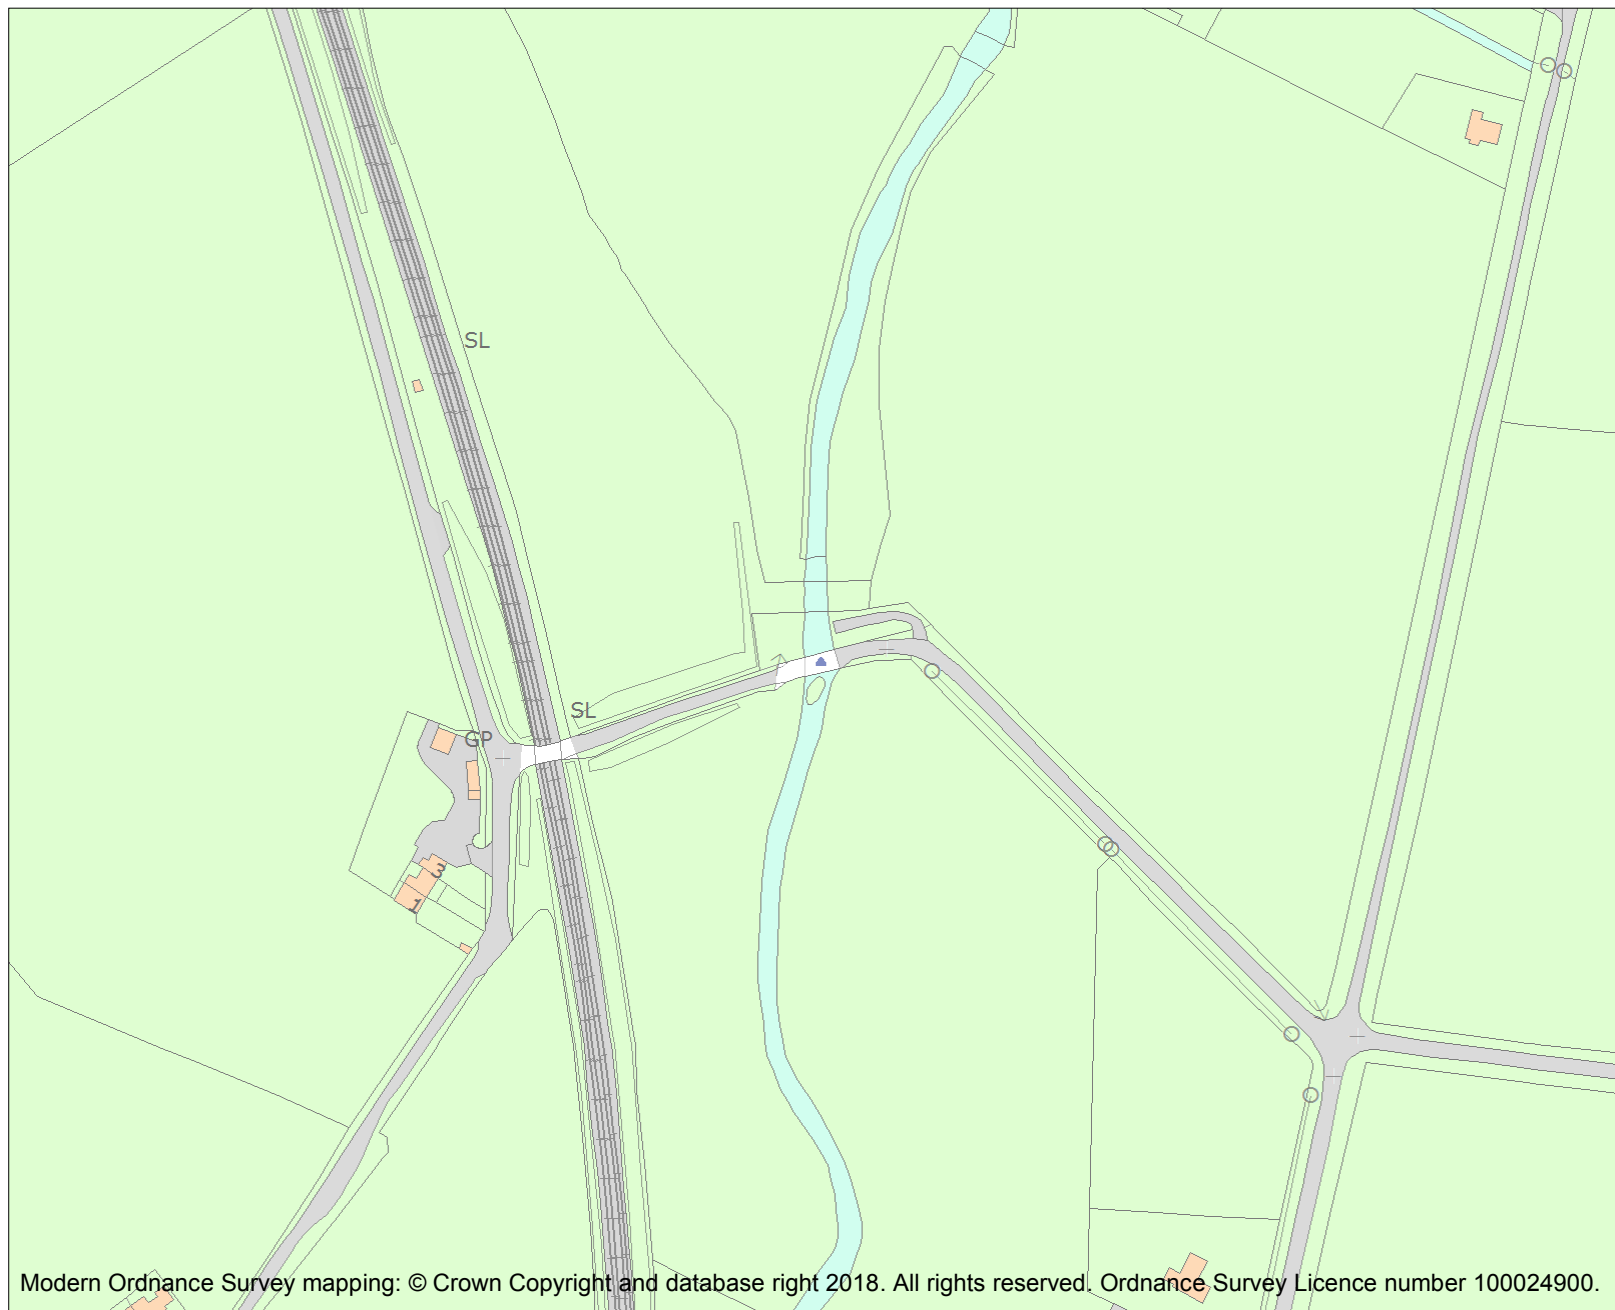 SL
SL
GP
3
1
Modern Ordnance Survey mapping: © Crown Copyright and database right 2018. All rights reserved. Ordnance Survey Licence number 100024900.